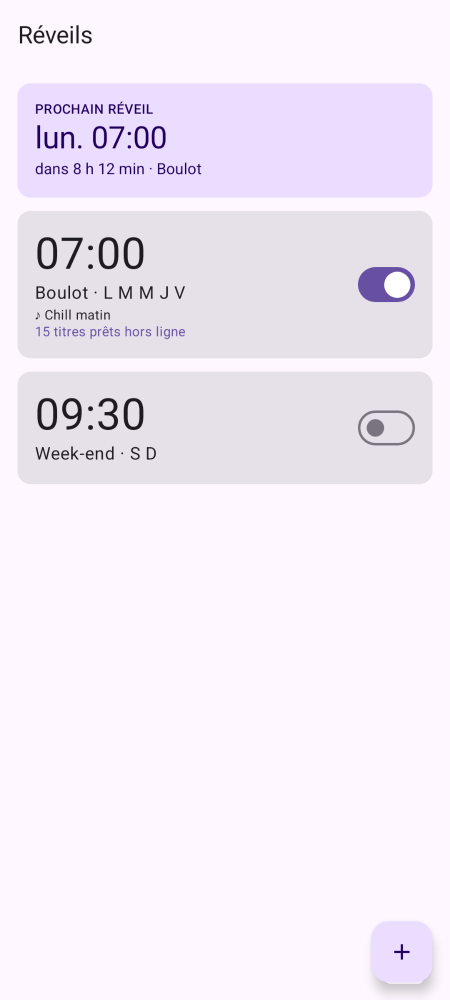 Réveils
PROCHAIN RÉVEIL
lun. 07:00
dans 8 h 12 min · Boulot
07:00
Boulot · L M M J V
♪ Chill matin
15 titres prêts hors ligne
09:30
Week-end · S D
+